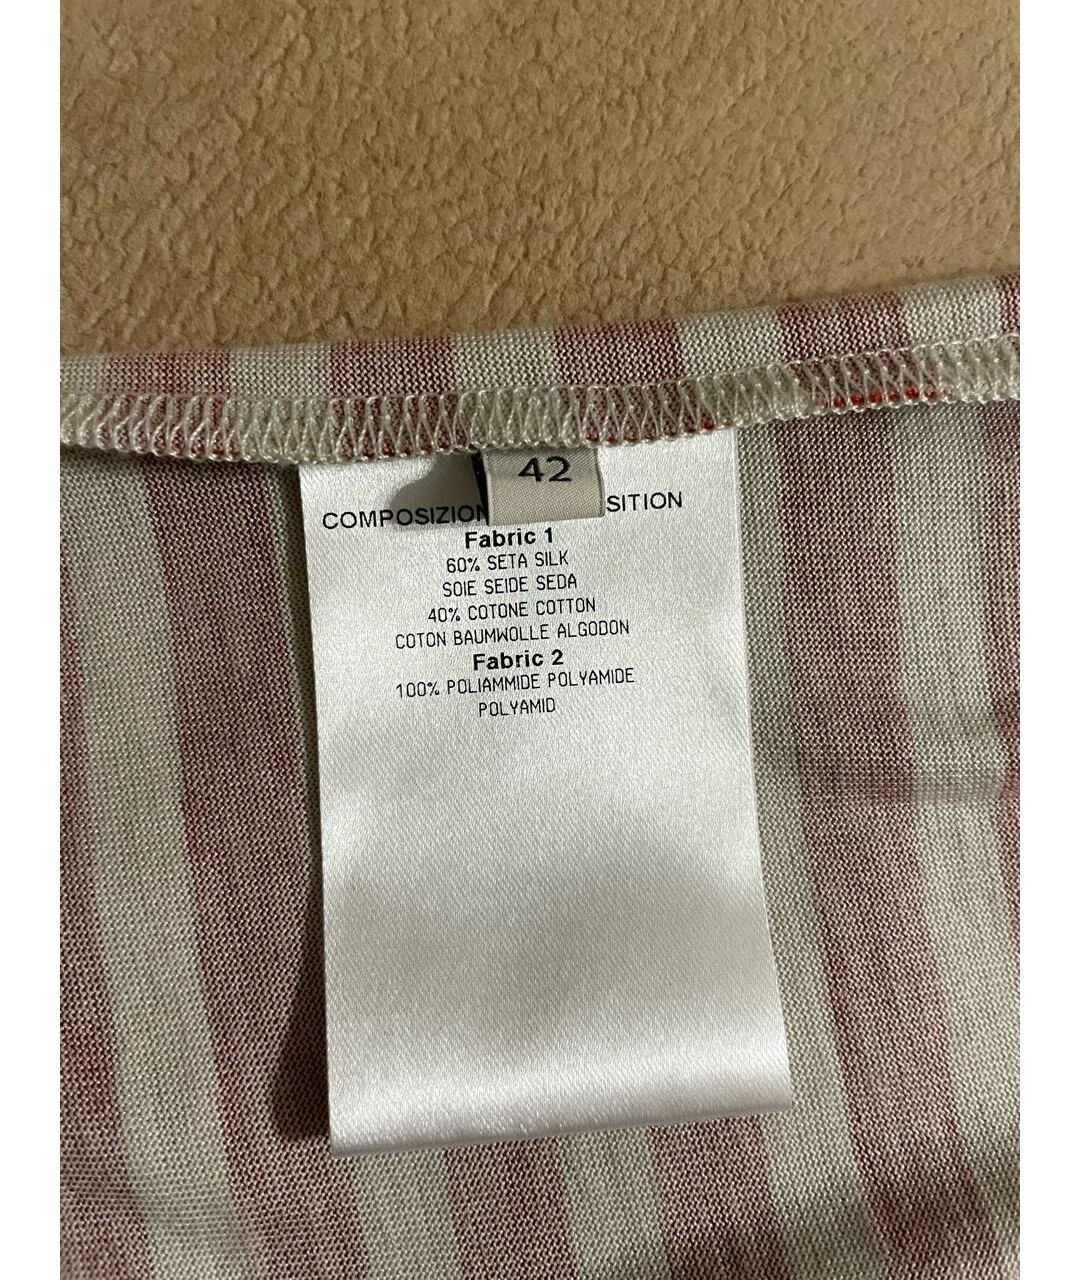 42
COMPOSIZION SITION
Fabric 1
60% SETA SILK
SOIE SEIDE SEDA
40% COTONE COTTON
COTON BAUMWOLLE ALGODON
Fabric 2
100% POLIAMMIDE POLYAMIDE
POLYAMID